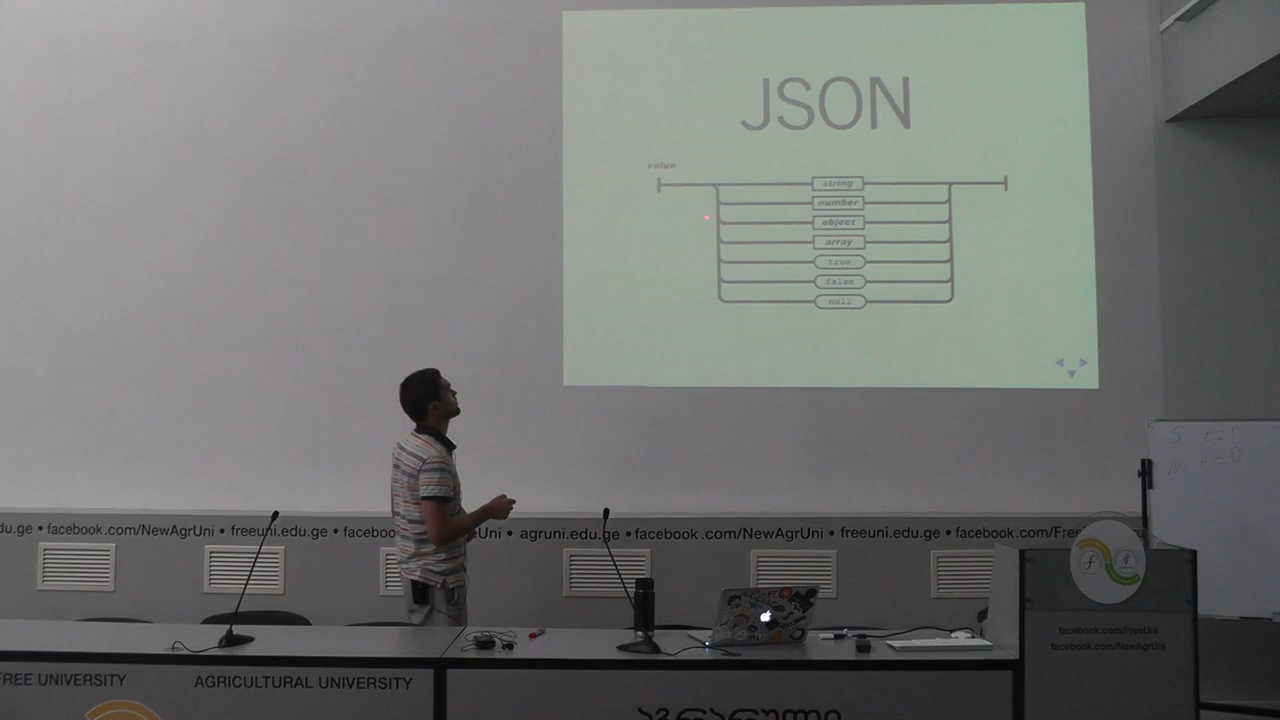 JSON
value
string
number
object
array
true
false
null
du.ge • facebook.com/NewAgrUni • freeuni.edu.ge • facebo Uni • agruni.edu.ge • facebook.com/NewAgrUni • freeuni.edu.ge • facebook.com/Free
facebook.com/FreeUni
facebook.com/NewAgrUni
FREE UNIVERSITY
AGRICULTURAL UNIVERSITY